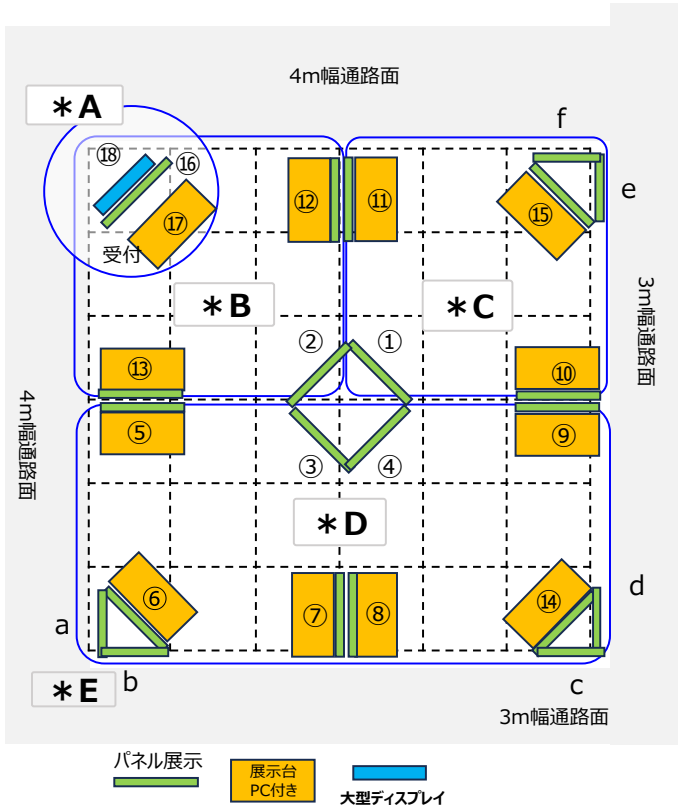 4m幅通路面
＊A
f
⑱
⑯
⑫
⑪
e
⑮
⑰
受付
＊B
＊C
3m幅通路面
②
①
⑬
⑩
4m幅通路面
⑤
⑨
③
④
＊D
d
⑥
⑭
⑦
⑧
a
＊E
b
c
3m幅通路面
パネル展示
展示台
PC付き
大型ディスプレイ